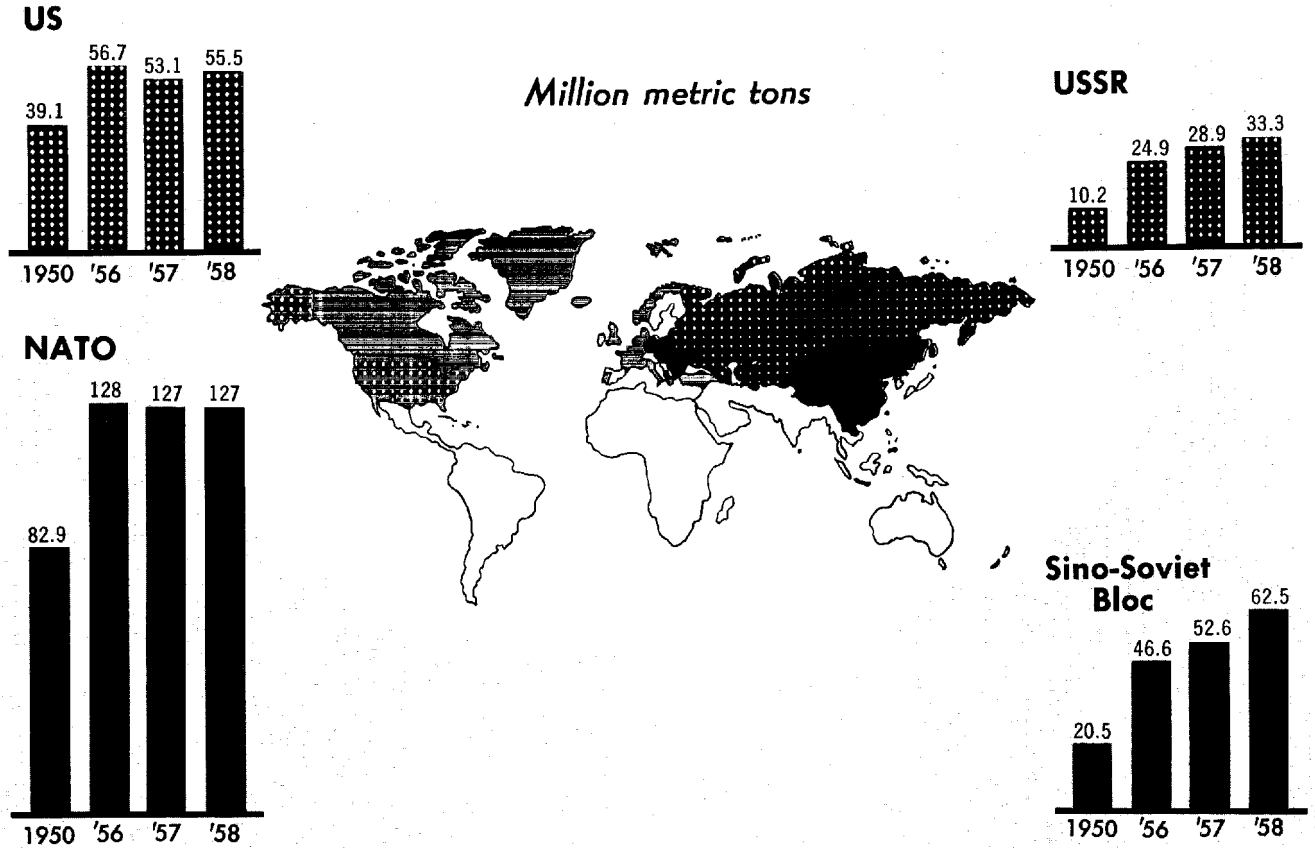 US
56.7
53.1
55.5
39.1
1950 '56 '57 '58
Million metric tons
USSR
33.3
28.9
24.9
10.2
1950 '56 '57 '58
NATO
128 127 127
82.9
1950 '56 '57 '58
Sino-Soviet
Bloc
62.5
52.6
46.6
20.5
1950 '56 '57 '58